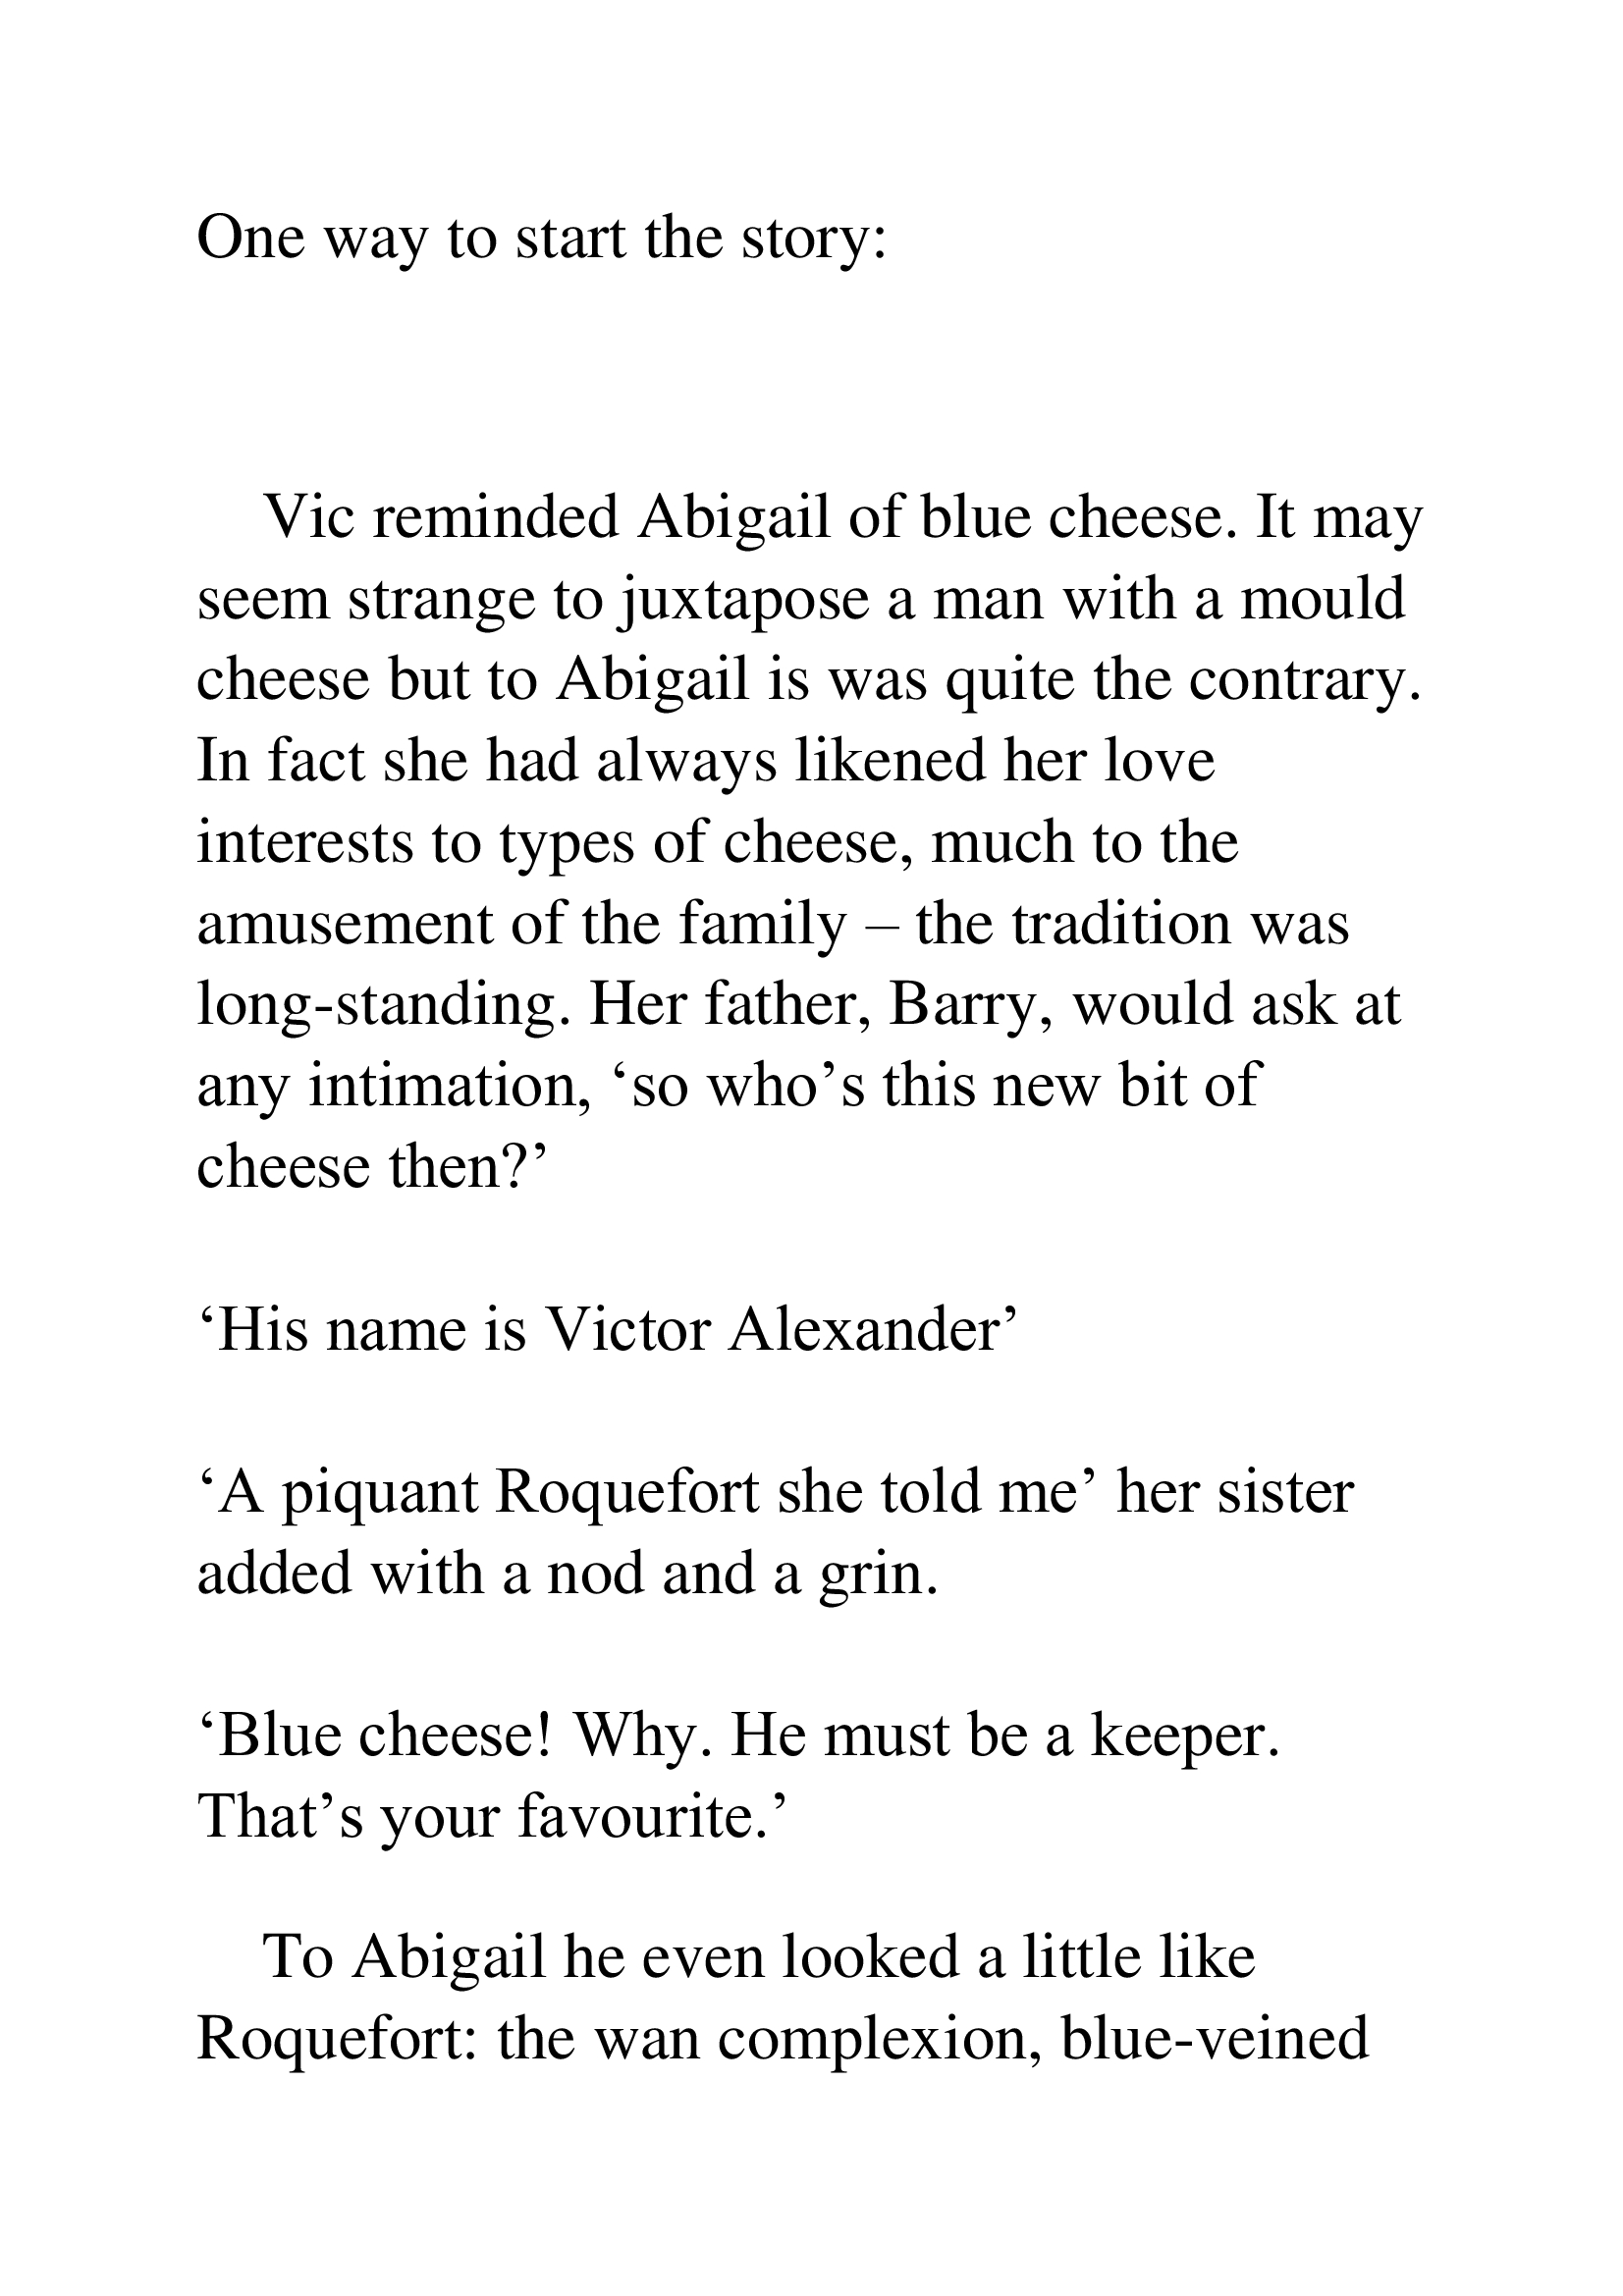 One way to start the story:
Vic reminded Abigail of blue cheese. It may
seem strange to juxtapose a man with a mould
cheese but to Abigail is was quite the contrary.
In fact she had always likened her love
interests to types of cheese, much to the
amusement of the family – the tradition was
long-standing. Her father, Barry, would ask at
any intimation, ‘so who’s this new bit of
cheese then?’
‘His name is Victor Alexander’
‘A piquant Roquefort she told me’ her sister
added with a nod and a grin.
‘Blue cheese! Why. He must be a keeper.
That’s your favourite.’
To Abigail he even looked a little like
Roquefort: the wan complexion, blue-veined